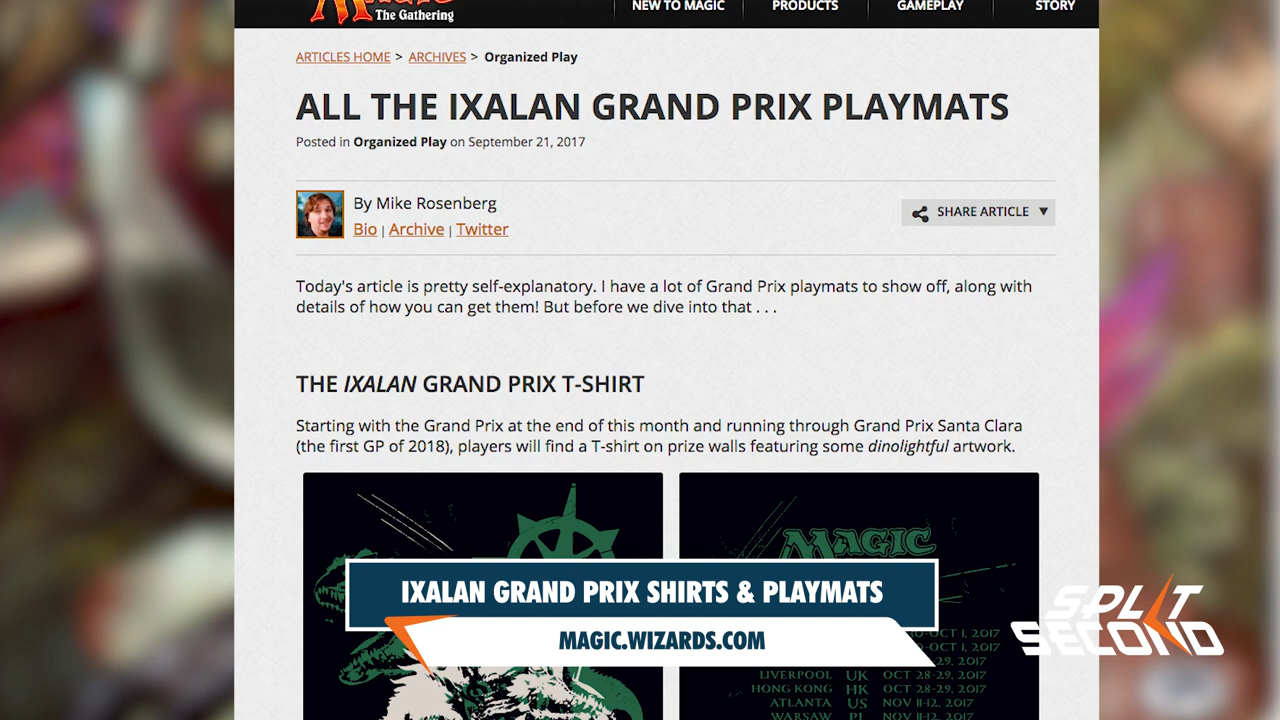 MAGIC
The Gathering
NEW TO MAGIC
PRODUCTS
GAMEPLAY
STORY
ARTICLES HOME > ARCHIVES > Organized Play
ALL THE IXALAN GRAND PRIX PLAYMATS
Posted in Organized Play on September 21, 2017
By Mike Rosenberg
Bio | Archive | Twitter
SHARE ARTICLE
Today's article is pretty self-explanatory. I have a lot of Grand Prix playmats to show off, along with
details of how you can get them! But before we dive into that . . .
THE IXALAN GRAND PRIX T-SHIRT
Starting with the Grand Prix at the end of this month and running through Grand Prix Santa Clara
(the first GP of 2018), players will find a T-shirt on prize walls featuring some dinolightful artwork.
MAGIC
IXALAN GRAND PRIX SHIRTS & PLAYMATS
MAGIC.WIZARDS.COM
SPLIT
SECOND
OCT 1, 2017
OCT 1, 2017
29, 2017
LIVERPOOL UK OCT 28-29, 2017
HONG KONG HK OCT 28-29, 2017
ATLANTA US NOV 11-12, 2017
WARSAW PL NOV 11-12, 2017